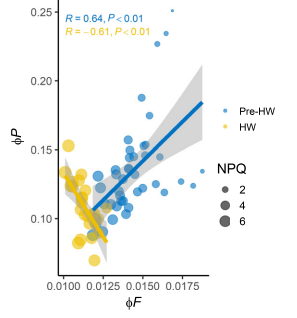 R = 0.64, P < 0.01
R = −0.61, P < 0.01
0.25
0.20
0.15
0.10
ϕP
0.0100 0.0125 0.0150 0.0175
ϕF
Pre-HW
HW
NPQ
2
4
6